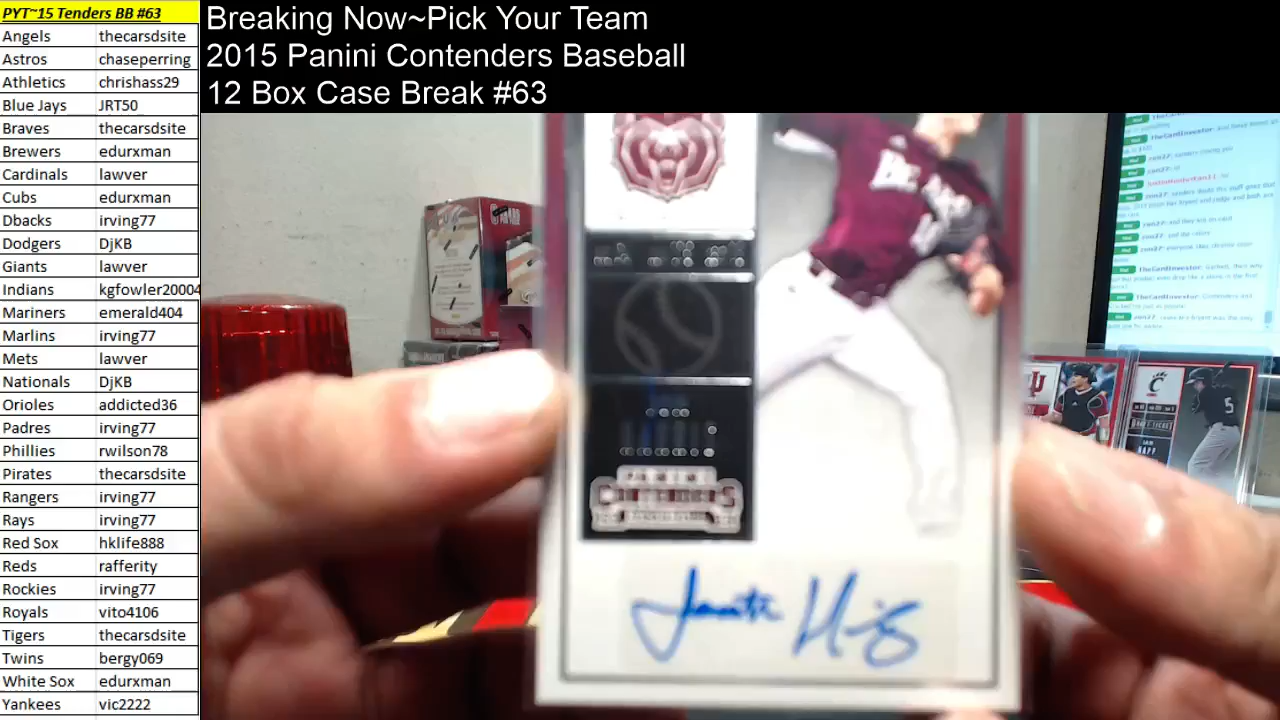 PYT~15 Tenders BB #63
Angels thecarsdsite
Astros chaseperring
Athletics chrishass29
Blue Jays JRT50
Braves thecarsdsite
Brewers edurxman
Cardinals lawver
Cubs edurxman
Dbacks irving77
Dodgers DjKB
Giants lawver
Indians kgfowler20004
Mariners emerald404
Marlins irving77
Mets lawver
Nationals DjKB
Orioles addicted36
Padres irving77
Phillies rwilson78
Pirates thecarsdsite
Rangers irving77
Rays irving77
Red Sox hklife888
Reds rafferity
Rockies irving77
Royals vito4106
Tigers thecarsdsite
Twins bergy069
White Sox edurxman
Yankees vic2222
Breaking Now~Pick Your Team
2015 Panini Contenders Baseball
12 Box Case Break #63
CONTENDERS
C
5